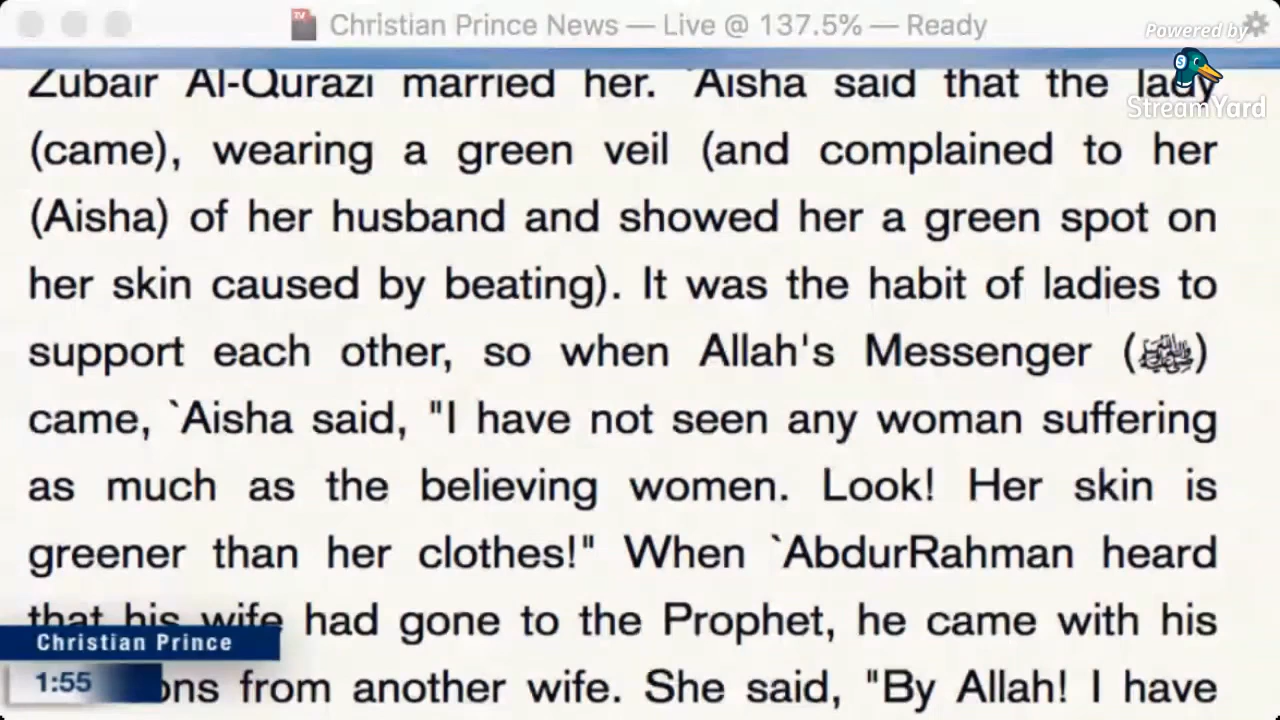 Christian Prince News — Live @ 137.5% — Ready
Powered by
StreamYard
Zubair Al-Qurazi married her. `Aisha said that the lady
(came), wearing a green veil (and complained to her
(Aisha) of her husband and showed her a green spot on
her skin caused by beating). It was the habit of ladies to
support each other, so when Allah's Messenger (ﷺ)
came, `Aisha said, "I have not seen any woman suffering
as much as the believing women. Look! Her skin is
greener than her clothes!" When `AbdurRahman heard
that his wife had gone to the Prophet, he came with his
ons from another wife. She said, "By Allah! I have
Christian Prince
1:55